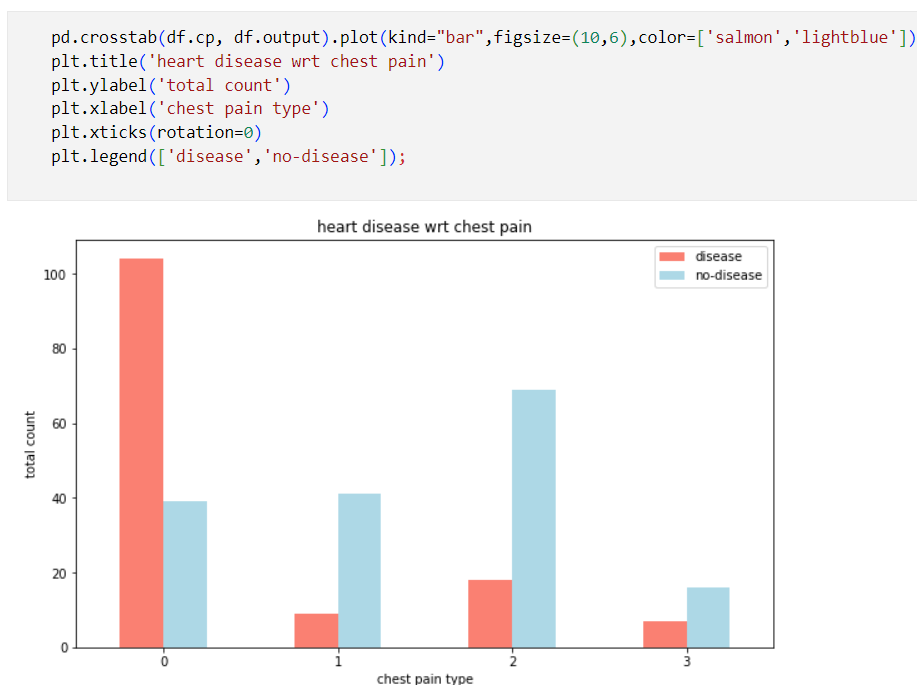 pd.crosstab(df.cp, df.output).plot(kind="bar",figsize=(10,6),color=['salmon','lightblue'])
plt.title('heart disease wrt chest pain')
plt.ylabel('total count')
plt.xlabel('chest pain type')
plt.xticks(rotation=0)
plt.legend(['disease','no-disease']);
heart disease wrt chest pain
disease
no-disease
100
80
60
40
20
0
total count
0 1 2 3
chest pain type